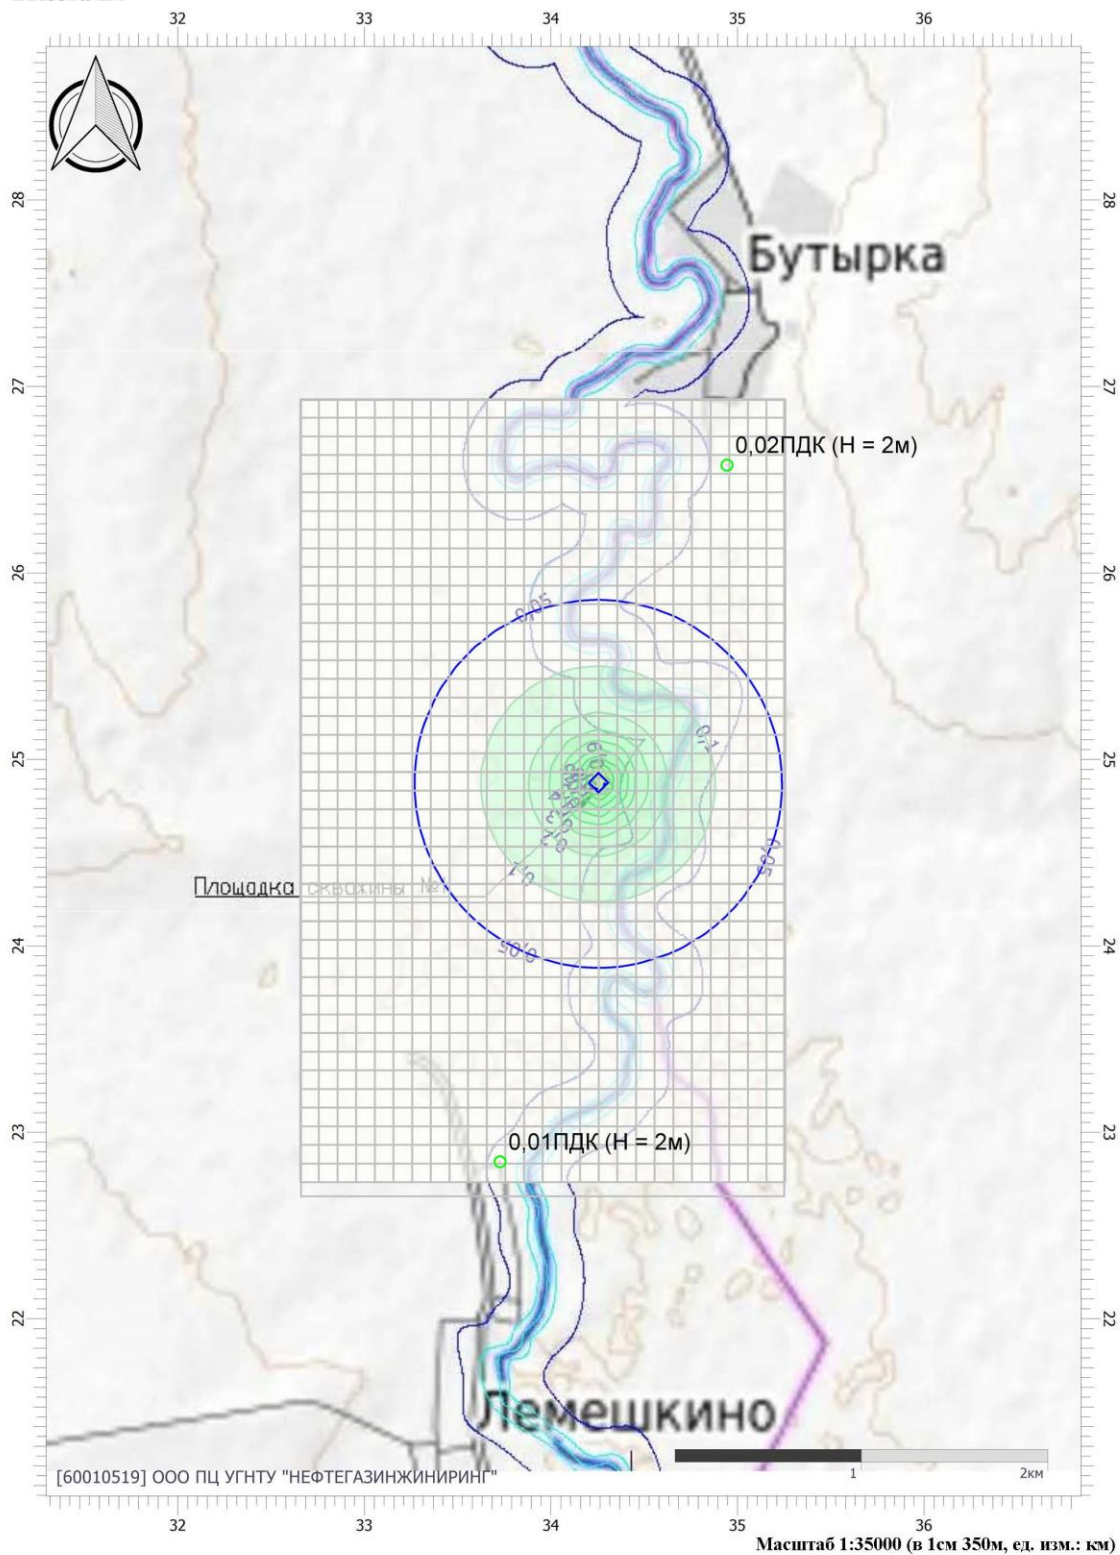 32 33 34 35 36
28 28
Бутырка
27 27
0,02ПДК (Н = 2м)
26 26
0,05
25 25
0,1
Площадка скважины №1
0,1
0,05
24 24
0,05
23 23
0,01ПДК (Н = 2м)
22 22
Лемешкино
[60010519] ООО ПЦ УГНТУ "НЕФТЕГАЗИНЖИНИРИНГ"
1 2км
32 33 34 35 36
Масштаб 1:35000 (в 1см 350м, ед. изм.: км)